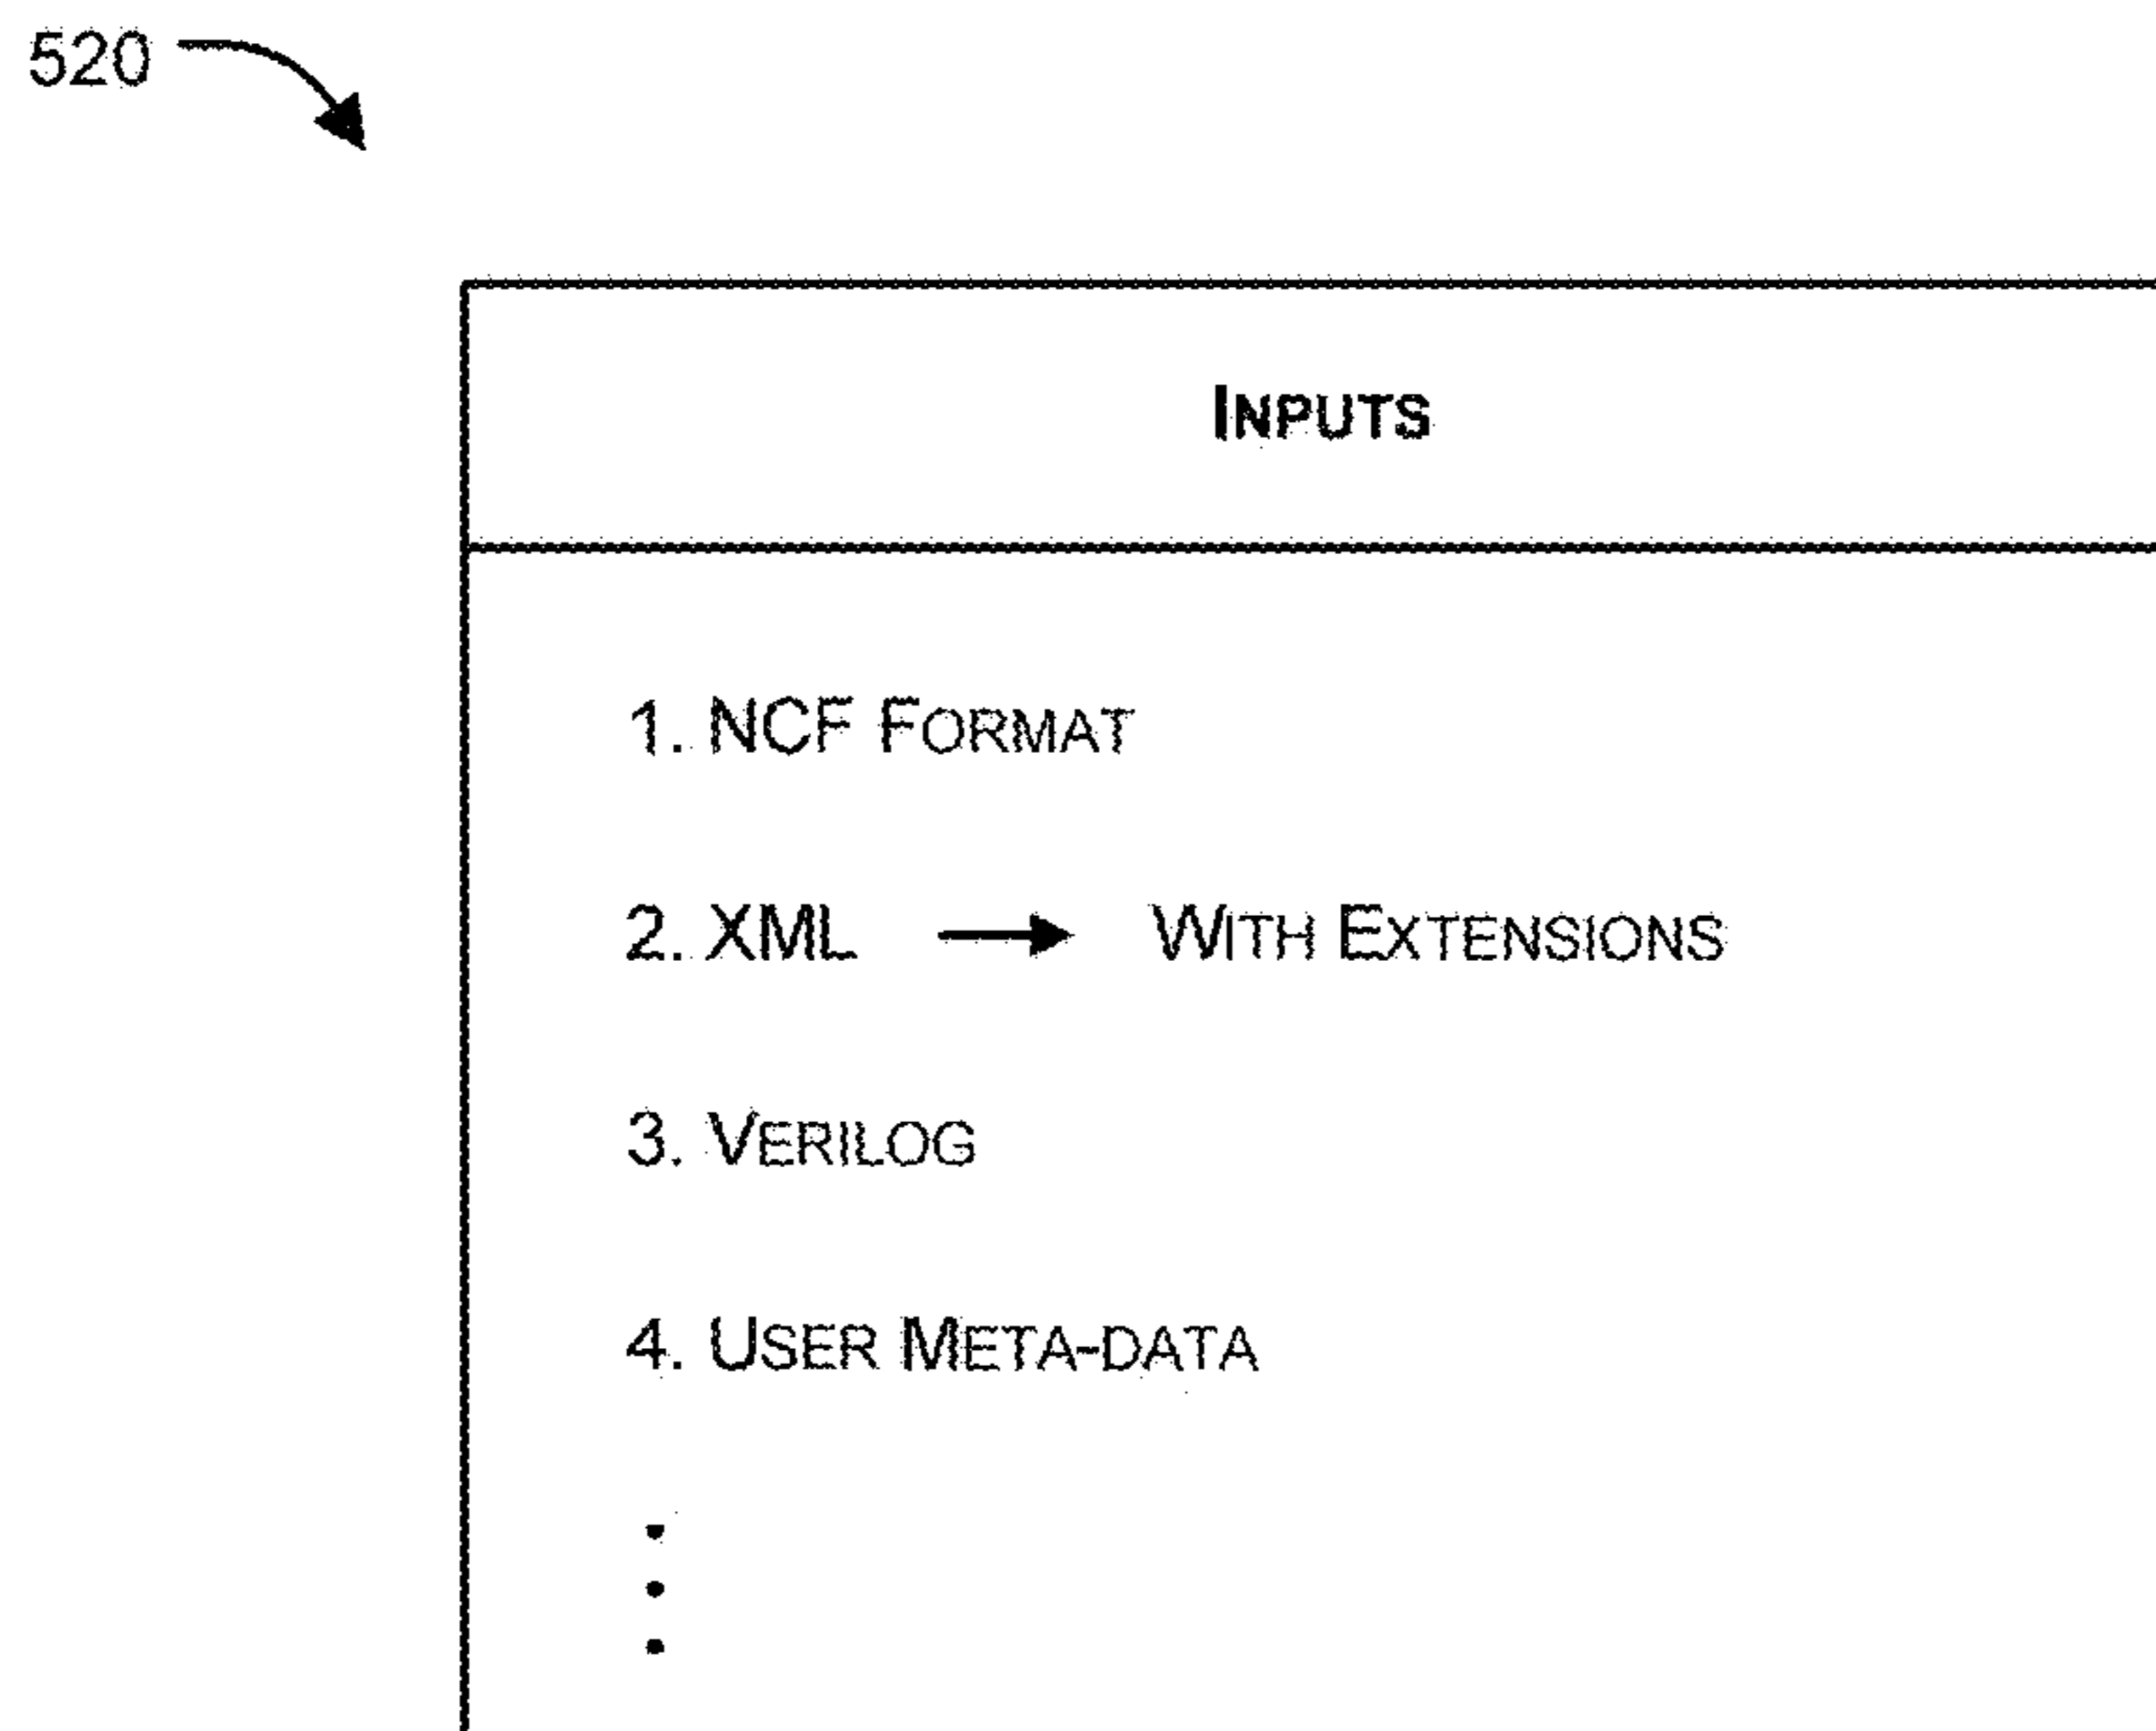 520
INPUTS
1. NCF FORMAT
2. XML → WITH EXTENSIONS
3. VERILOG
4. USER META-DATA